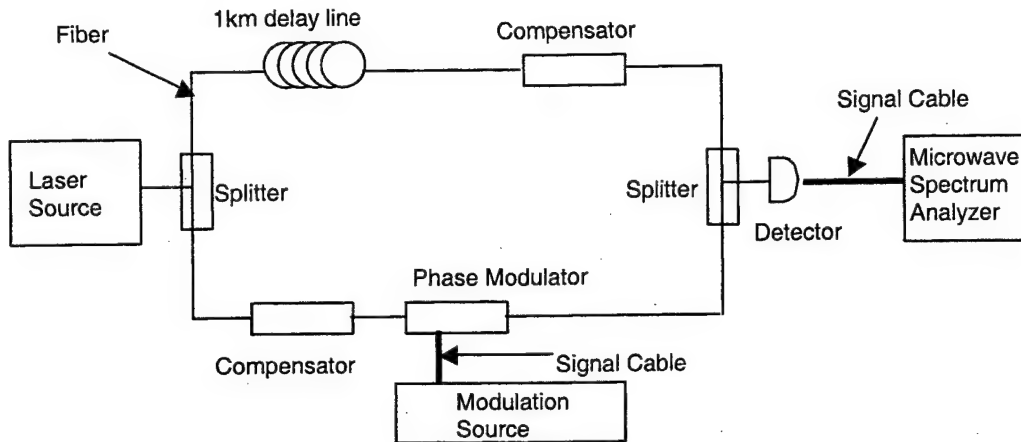 1km delay line
Fiber
Compensator
Signal Cable
Laser
Source
Splitter
Splitter
Detector
Microwave
Spectrum
Analyzer
Phase Modulator
Compensator
Signal Cable
Modulation
Source